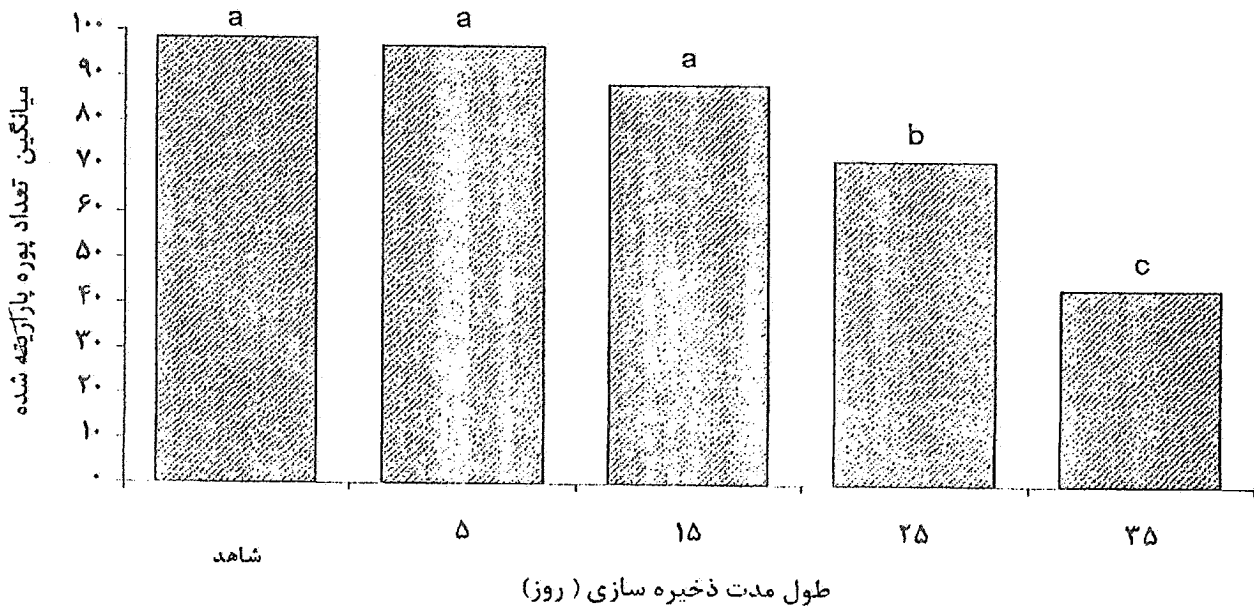 میانگین تعداد پوره پارازیته شده
۱۰۰
۹۰
۸۰
۷۰
۶۰
۵۰
۴۰
۳۰
۲۰
۱۰
۰
a
a
a
b
c
شاهد
۵
۱۵
۲۵
۳۵
طول مدت ذخیره سازی ( روز)